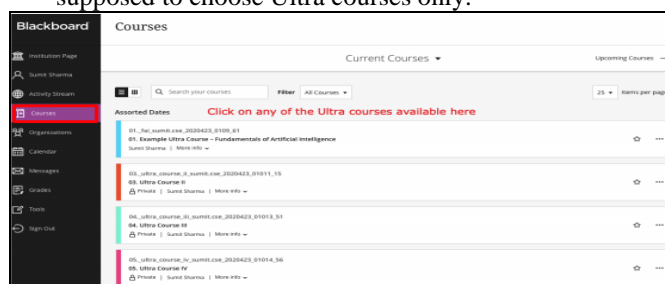 supposed to choose Ultra courses only.
Blackboard
Courses
Institution Page
Sumit Sharma
Activity Stream
Courses
Organisations
Calendar
Messages
Grades
Tools
Sign Out
Current Courses
Upcoming Courses
Search your courses
Filter All Courses
25 items per page
Assorted Dates
Click on any of the Ultra courses available here
01._fai_sumit.cse_2020423_0109_61
01. Example Ultra Course – Fundamentals of Artificial Intelligence
Sumit Sharma | More info
03._ultra_course_ii_sumit.cse_2020423_01011_15
03. Ultra Course II
Private | Sumit Sharma | More info
04._ultra_course_iii_sumit.cse_2020423_01013_51
04. Ultra Course III
Private | Sumit Sharma | More info
05._ultra_course_iv_sumit.cse_2020423_01014_56
05. Ultra Course IV
Private | Sumit Sharma | More info